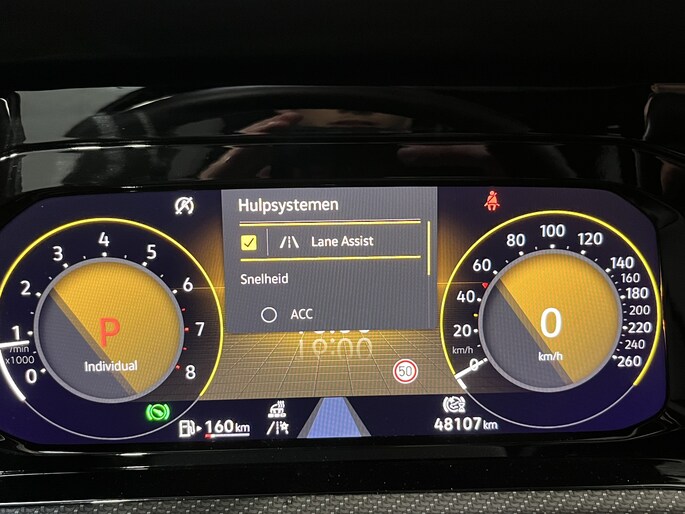 Hulpsystemen
Lane Assist
Snelheid
ACC
19:00
0
1
2
3
4
5
6
7
8
1/min
x1000
P
Individual
0
20
40
60
80
100
120
140
160
180
200
220
240
260
km/h
0
km/h
50
160 km
48107 km